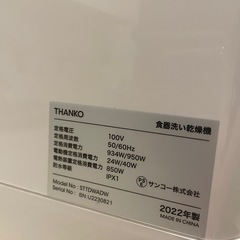 THANKO 食器洗い乾燥機
定格電圧 100V
定格周波数 50/60Hz
定格消費電力 934W/950W
電動機定格消費電力 24W/40W
電熱装置定格消費電力 850W
防水等級 IPX1
PSE サンコー株式会社
Model : STTDWADW
Serial No : BN U2230821
2022年製
MADE IN CHINA